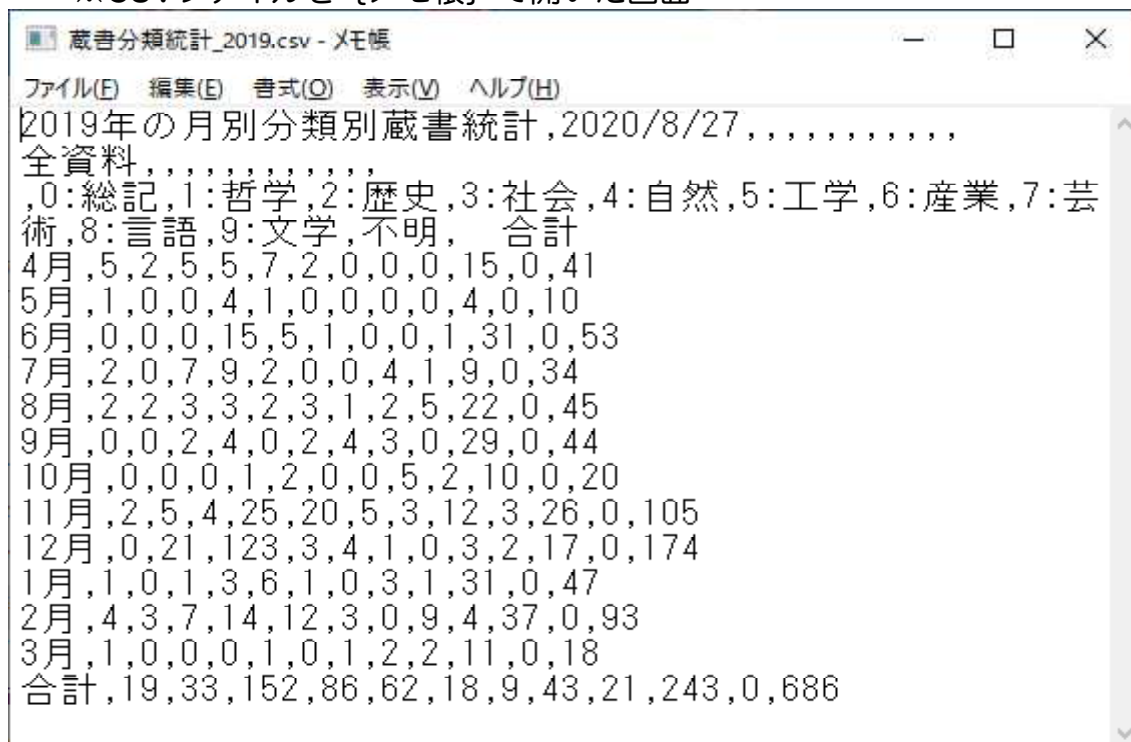 蔵書分類統計_2019.csv - メモ帳
ファイル(F) 編集(E) 書式(O) 表示(V) ヘルプ(H)
2019年の月別分類別蔵書統計,2020/8/27,,,,,,,,,,,
全資料,,,,,,,,,,,,
,0:総記,1:哲学,2:歴史,3:社会,4:自然,5:工学,6:産業,7:芸
術,8:言語,9:文学,不明,　合計
4月,5,2,5,5,7,2,0,0,0,15,0,41
5月,1,0,0,4,1,0,0,0,0,4,0,10
6月,0,0,0,15,5,1,0,0,1,31,0,53
7月,2,0,7,9,2,0,0,4,1,9,0,34
8月,2,2,3,3,2,3,1,2,5,22,0,45
9月,0,0,2,4,0,2,4,3,0,29,0,44
10月,0,0,0,1,2,0,0,5,2,10,0,20
11月,2,5,4,25,20,5,3,12,3,26,0,105
12月,0,21,123,3,4,1,0,3,2,17,0,174
1月,1,0,1,3,6,1,0,3,1,31,0,47
2月,4,3,7,14,12,3,0,9,4,37,0,93
3月,1,0,0,0,1,0,1,2,2,11,0,18
合計,19,33,152,86,62,18,9,43,21,243,0,686